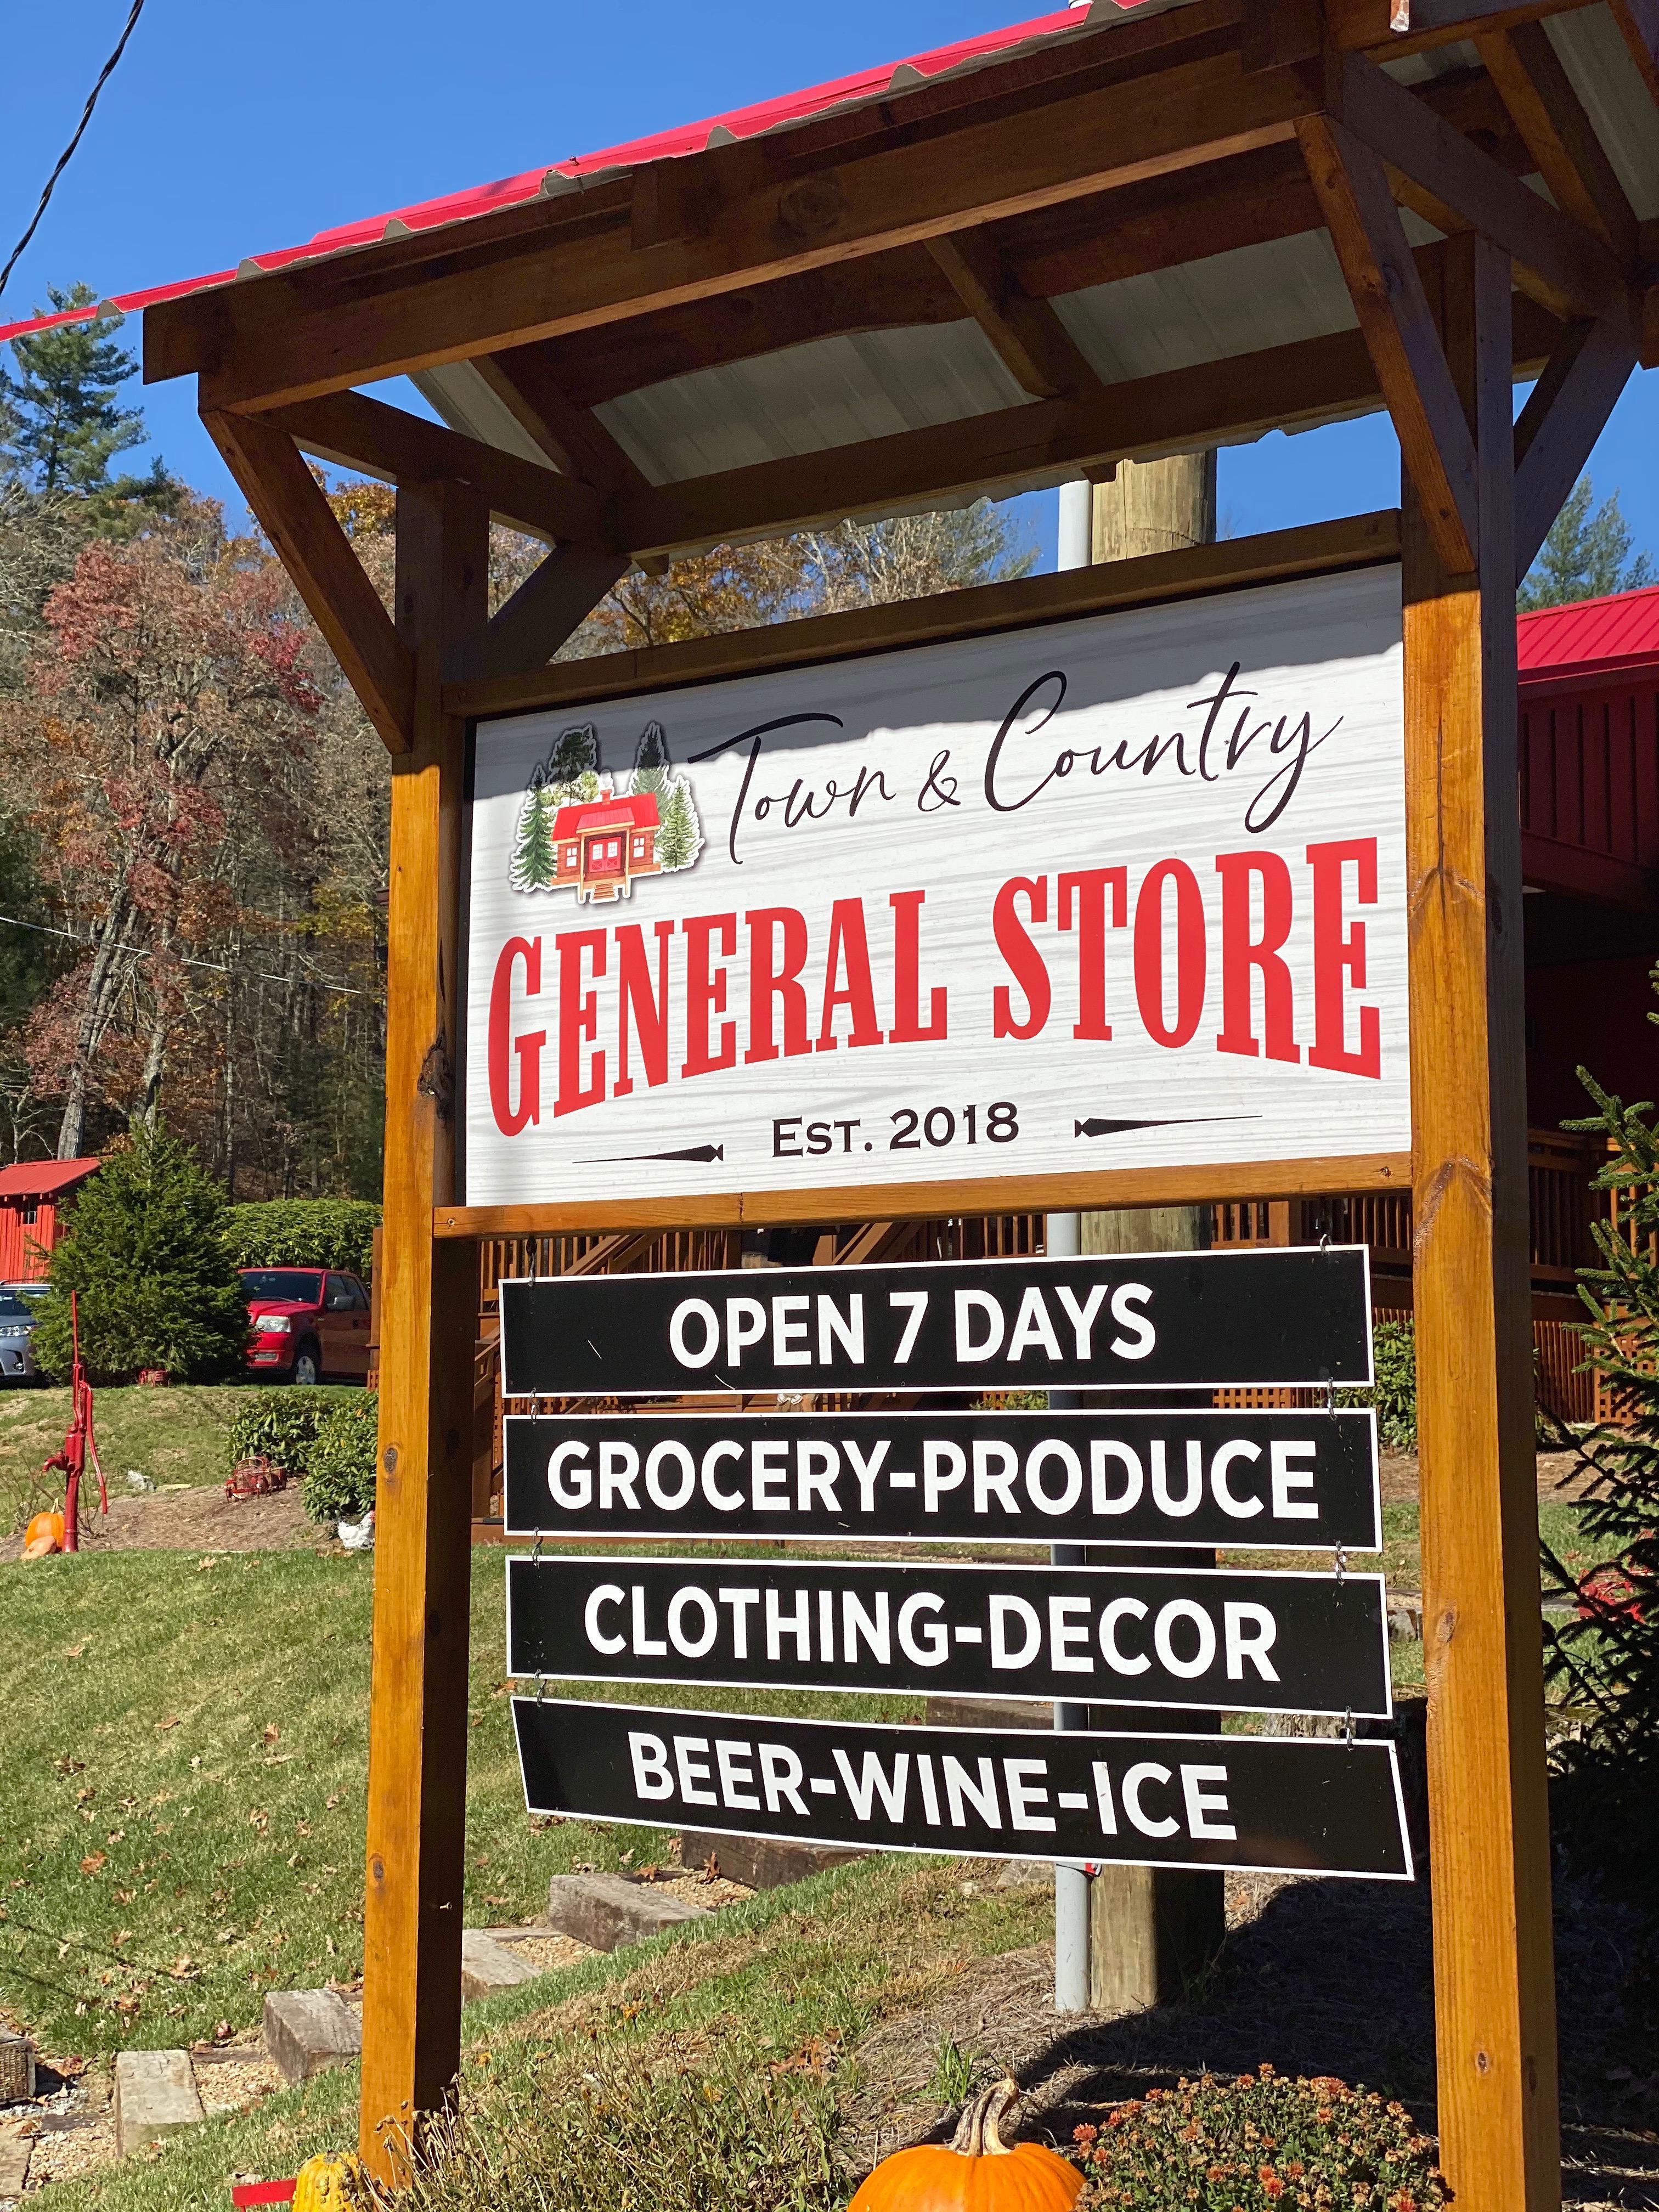 Town & Country
GENERAL STORE
EST. 2018
OPEN 7 DAYS
GROCERY-PRODUCE
CLOTHING-DECOR
BEER-WINE-ICE